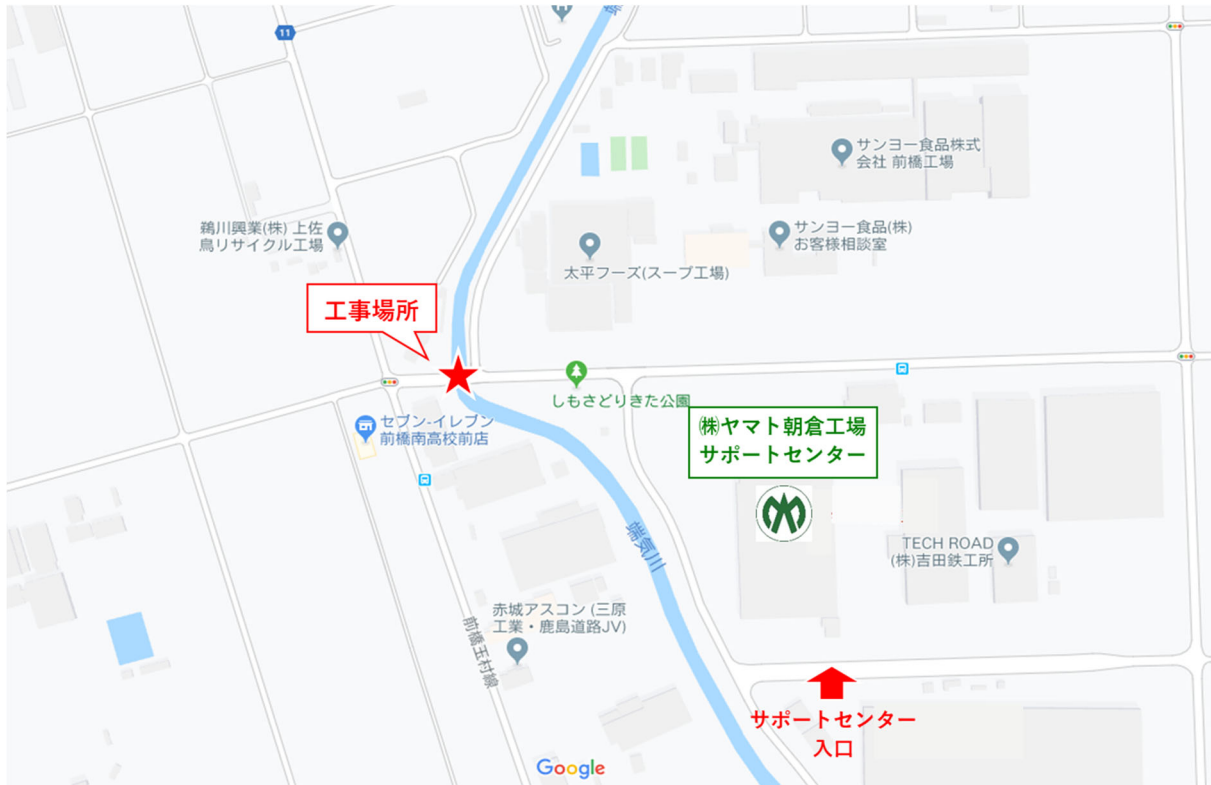 11
サンヨー食品株式
会社 前橋工場
鵜川興業(株) 上佐
鳥リサイクル工場
サンヨー食品(株)
お客様相談室
太平フーズ(スープ工場)
工事場所
しもさどりきた公園
セブン-イレブン
前橋南高校前店
㈱ヤマト朝倉工場
サポートセンター
端気川
TECH ROAD
(株)吉田鉄工所
赤城アスコン (三原
工業・鹿島道路JV)
前橋玉村線
サポートセンター
入口
Google